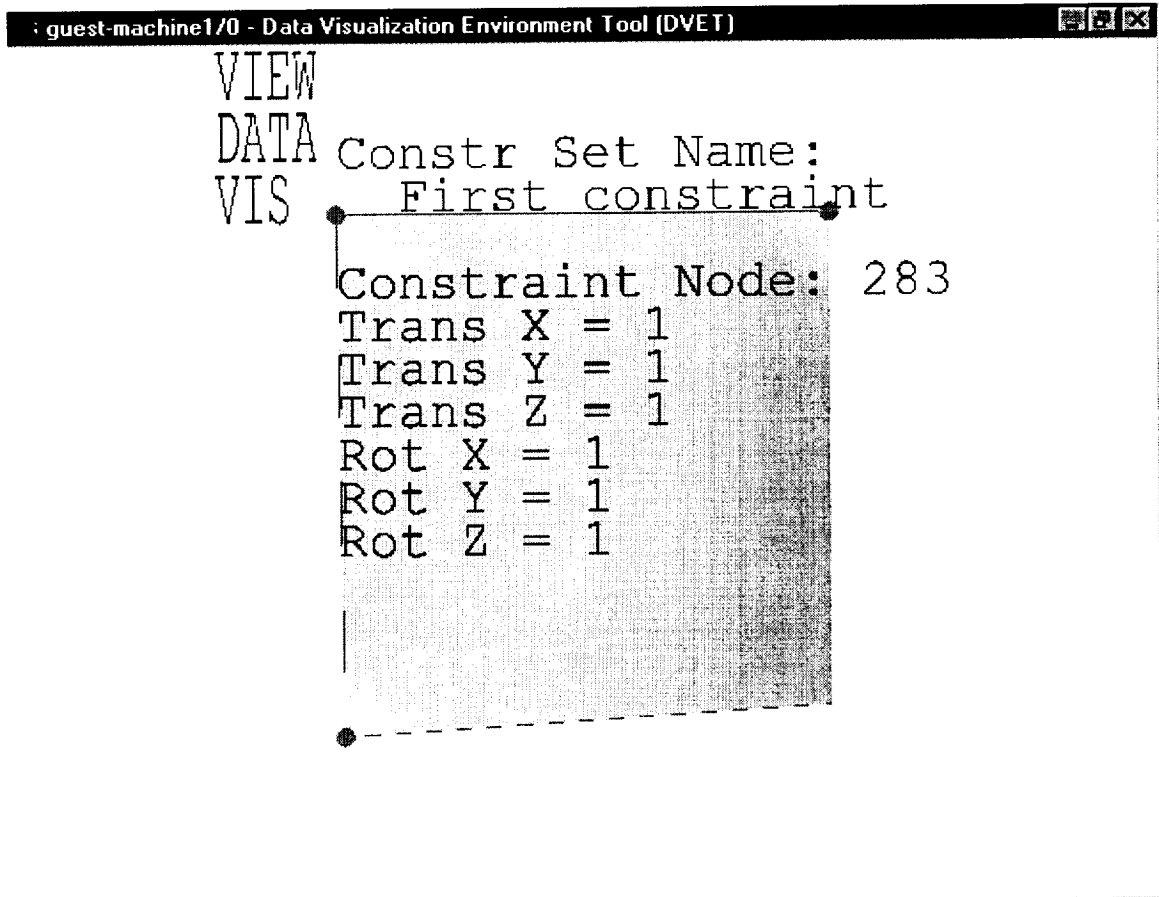 guest-machine1/0 - Data Visualization Environment Tool (DVET)
VIEW
DATA
VIS
Constr Set Name:
First constraint
Constraint Node: 283
Trans X = 1
Trans Y = 1
Trans Z = 1
Rot X = 1
Rot Y = 1
Rot Z = 1